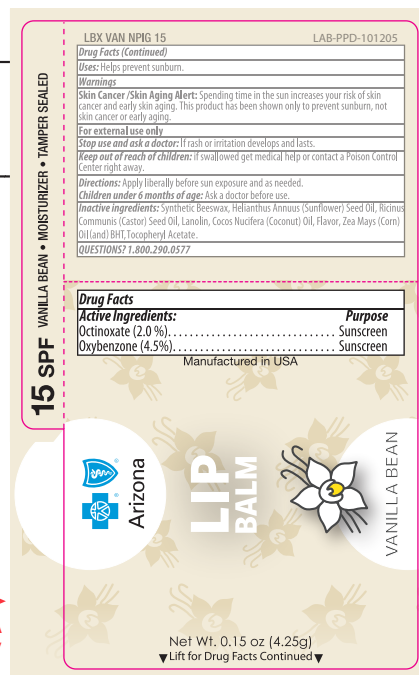 LBX VAN NPIG 15 LAB-PPD-101205
Drug Facts (Continued)
Uses: Helps prevent sunburn.
Warnings
Skin Cancer /Skin Aging Alert: Spending time in the sun increases your risk of skin
cancer and early skin aging. This product has been shown only to prevent sunburn, not
skin cancer or early aging.
For external use only
Stop use and ask a doctor: If rash or irritation develops and lasts.
Keep out of reach of children: if swallowed get medical help or contact a Poison Control
Center right away.
Directions: Apply liberally before sun exposure and as needed.
Children under 6 months of age: Ask a doctor before use.
Inactive ingredients: Synthetic Beeswax, Helianthus Annuus (Sunflower) Seed Oil, Ricinus
Communis (Castor) Seed Oil, Lanolin, Cocos Nucifera (Coconut) Oil, Flavor, Zea Mays (Corn)
Oil (and) BHT, Tocopheryl Acetate.
QUESTIONS? 1.800.290.0577
15 SPF VANILLA BEAN • MOISTURIZER • TAMPER SEALED
Drug Facts
Active Ingredients: Purpose
Octinoxate (2.0 %)............................. Sunscreen
Oxybenzone (4.5%)............................ Sunscreen
Manufactured in USA
Arizona
LIP
BALM
VANILLA BEAN
Net Wt. 0.15 oz (4.25g)
▼Lift for Drug Facts Continued▼